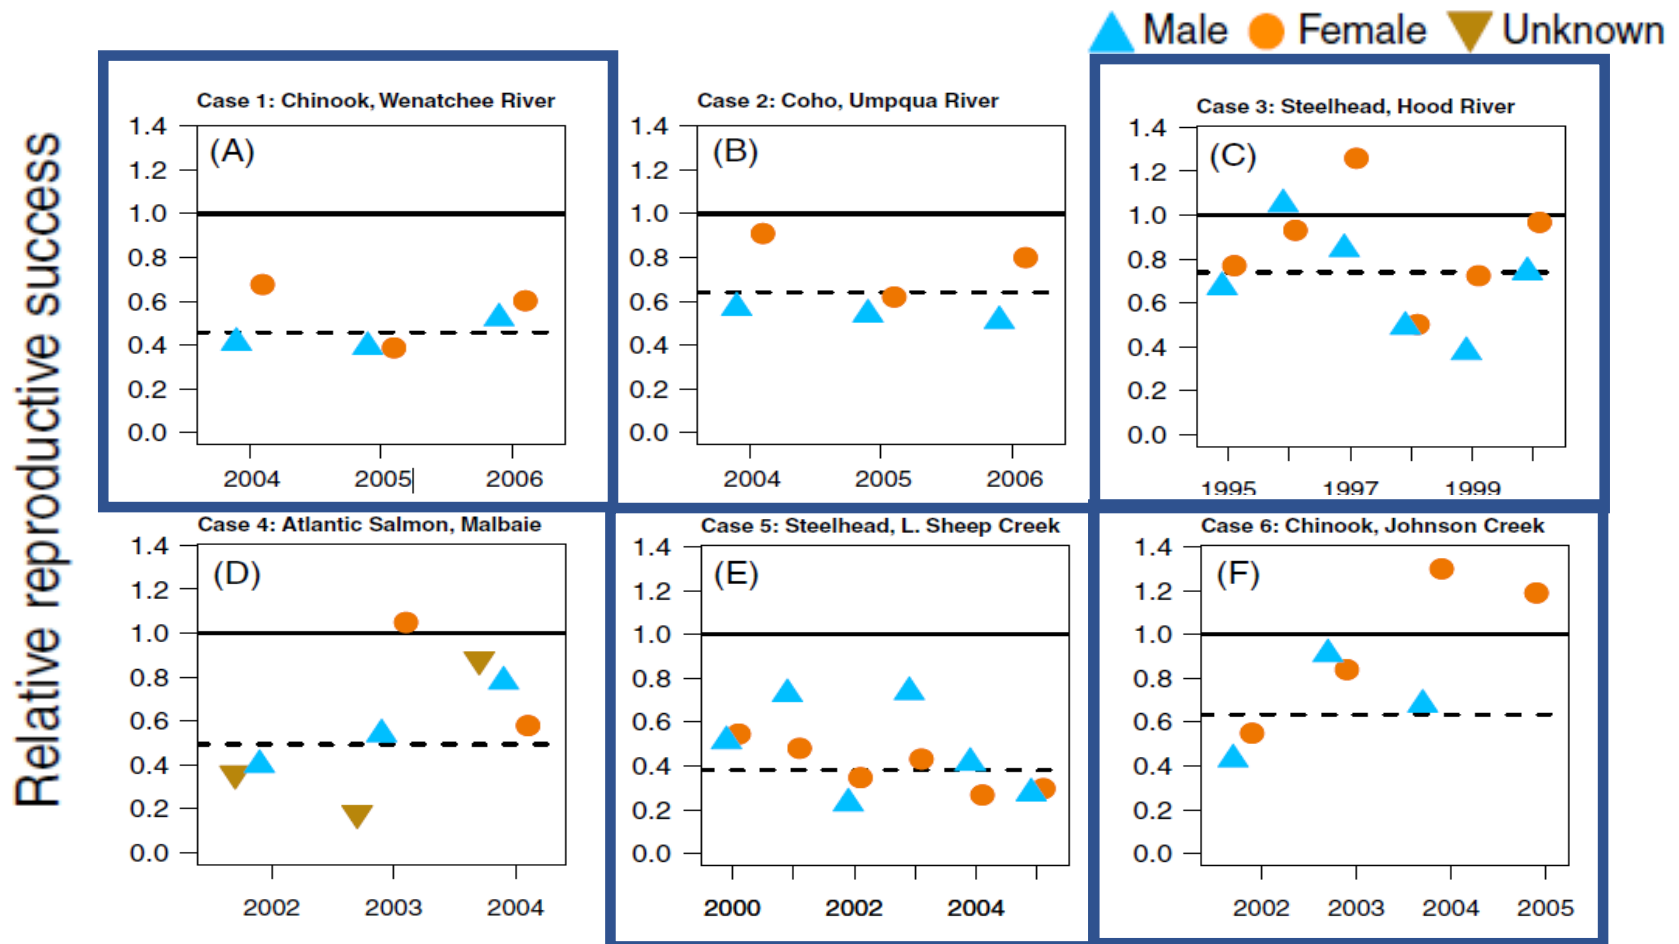 Male Female Unknown
Relative reproductive success
Case 1: Chinook, Wenatchee River
(A)
1.4
1.2
1.0
0.8
0.6
0.4
0.2
0.0
2004 2005 2006
Case 2: Coho, Umpqua River
(B)
1.4
1.2
1.0
0.8
0.6
0.4
0.2
0.0
2004 2005 2006
Case 3: Steelhead, Hood River
(C)
1.4
1.2
1.0
0.8
0.6
0.4
0.2
0.0
1995 1997 1999
Case 4: Atlantic Salmon, Malbaie
(D)
1.4
1.2
1.0
0.8
0.6
0.4
0.2
0.0
2002 2003 2004
Case 5: Steelhead, L. Sheep Creek
(E)
1.4
1.2
1.0
0.8
0.6
0.4
0.2
0.0
2000 2002 2004
Case 6: Chinook, Johnson Creek
(F)
1.4
1.2
1.0
0.8
0.6
0.4
0.2
0.0
2002 2003 2004 2005